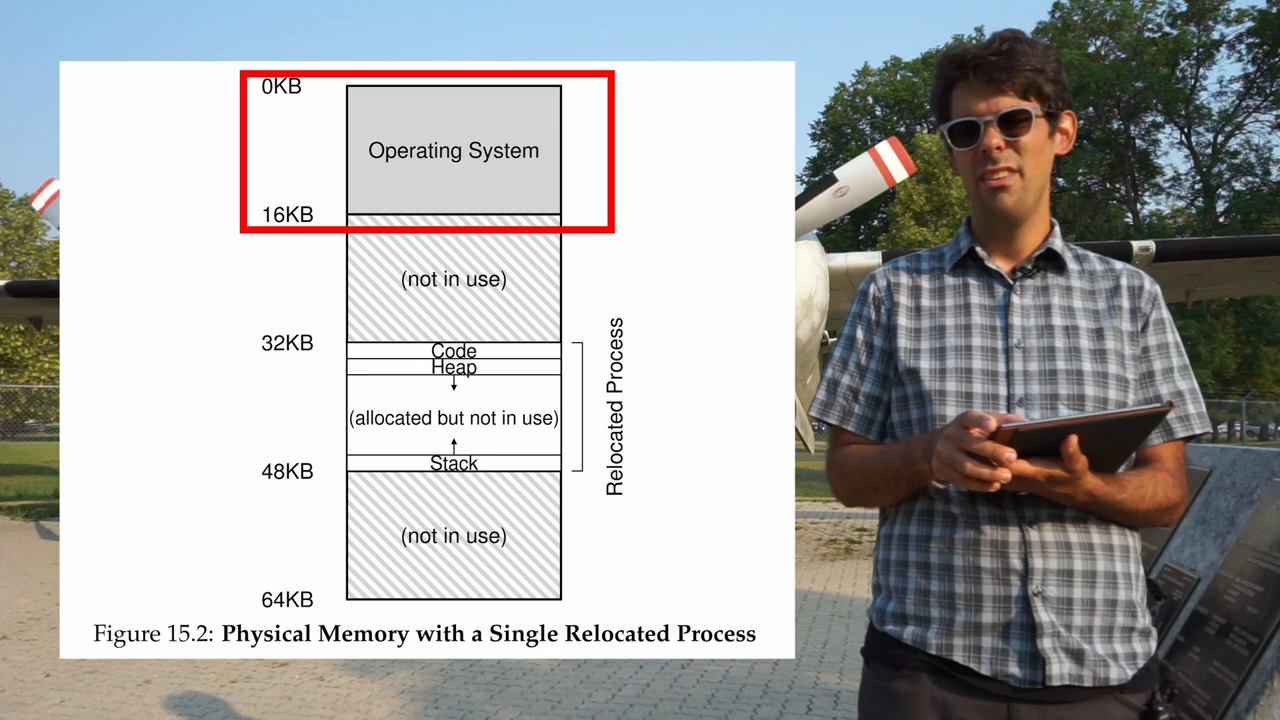 0KB
Operating System
16KB
(not in use)
32KB
Code
Heap
(allocated but not in use)
Stack
48KB
Relocated Process
(not in use)
64KB
Figure 15.2: Physical Memory with a Single Relocated Process